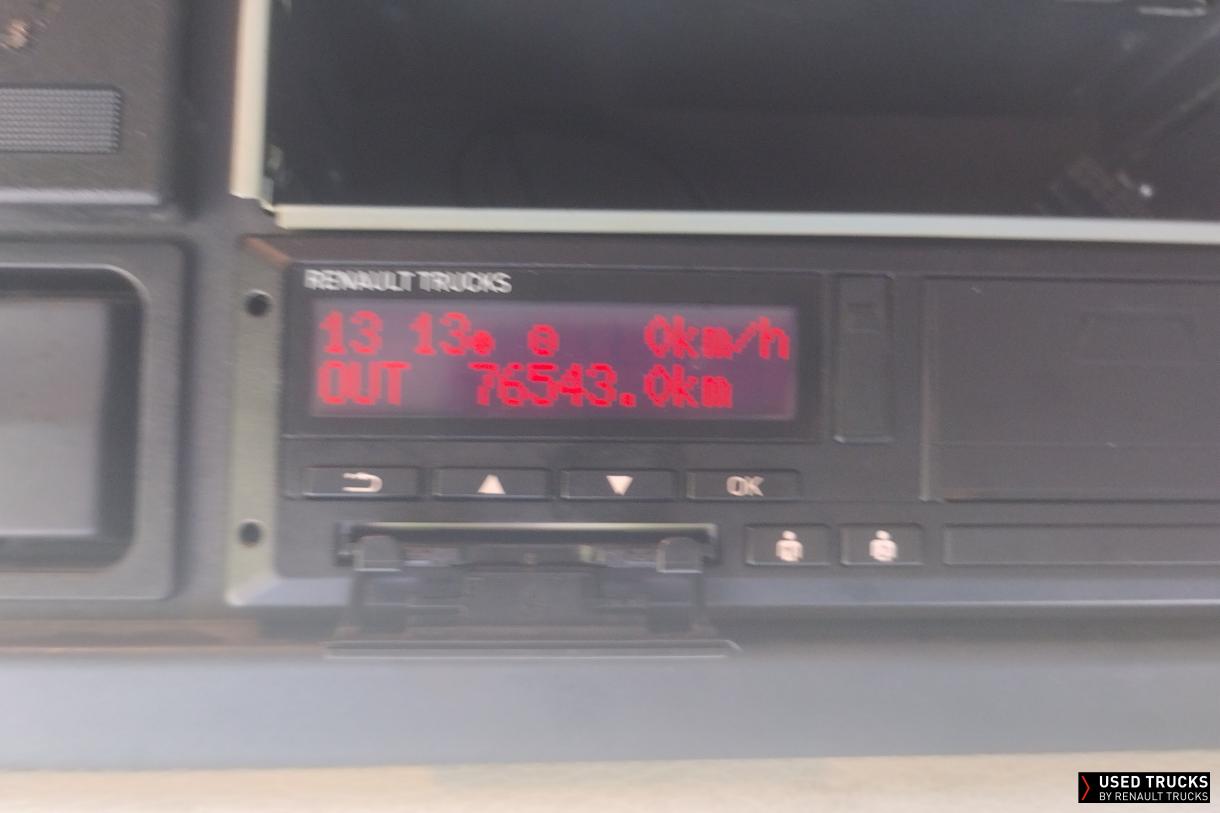 RENAULT TRUCKS
13 13 0km/h
OUT 76543.0km
OK
USED TRUCKS
BY RENAULT TRUCKS